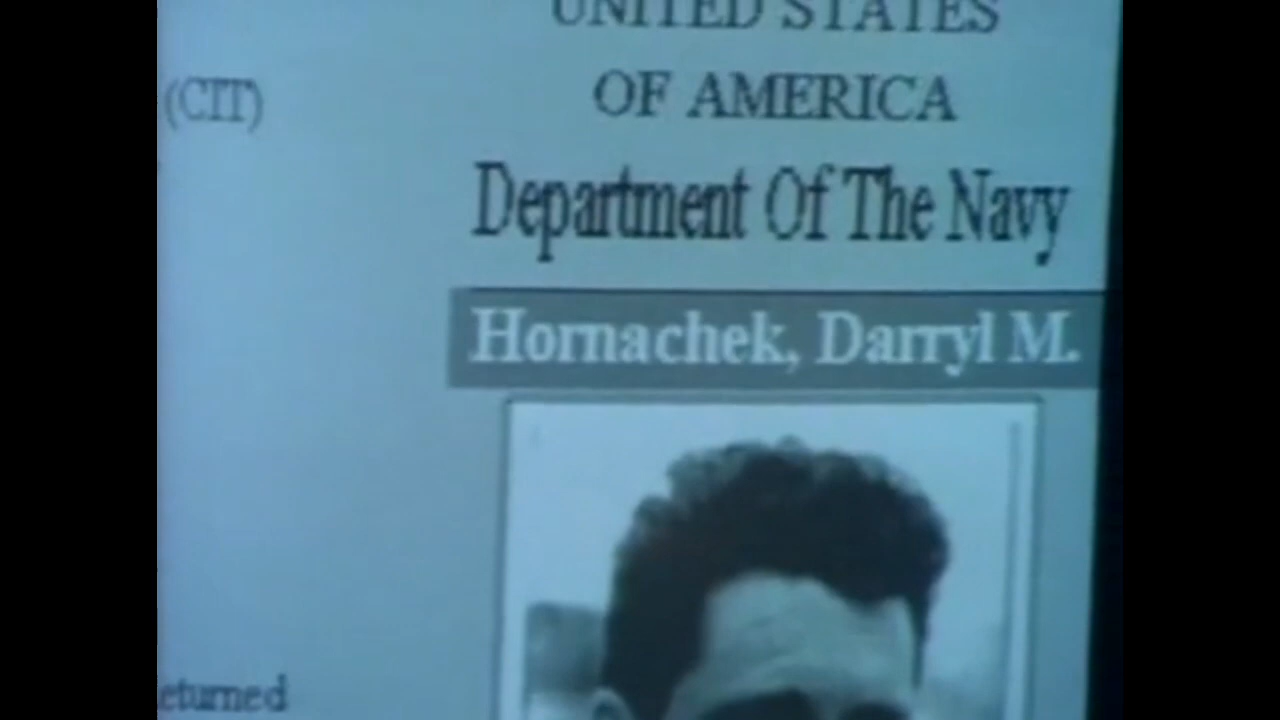 UNITED STATES
(CIT)
OF AMERICA
Department Of The Navy
Hornachek, Darryl M.
eturned